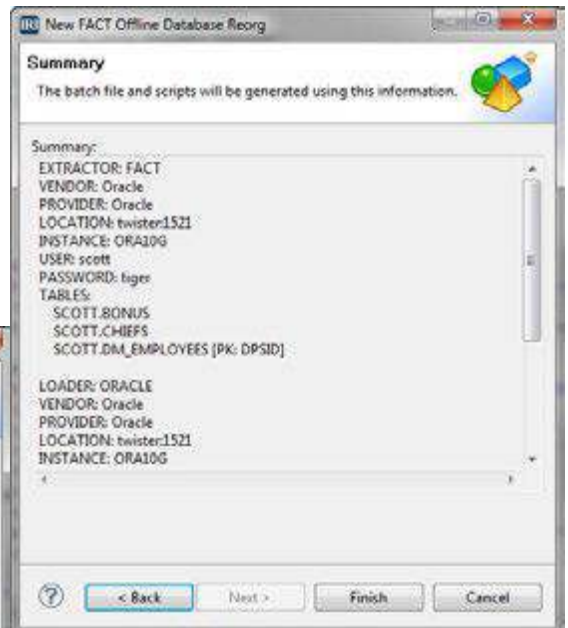 IRI New FACT Offline Database Reorg
Summary
The batch file and scripts will be generated using this information.
Summary:
EXTRACTOR: FACT
VENDOR: Oracle
PROVIDER: Oracle
LOCATION: twister:1521
INSTANCE: ORA10G
USER: scott
PASSWORD: tiger
TABLES:
SCOTT.BONUS
SCOTT.CHIEFS
SCOTT.DM_EMPLOYEES [PK: DPSID]
LOADER: ORACLE
VENDOR: Oracle
PROVIDER: Oracle
LOCATION: twister:1521
INSTANCE: ORA10G
? < Back Next > Finish Cancel